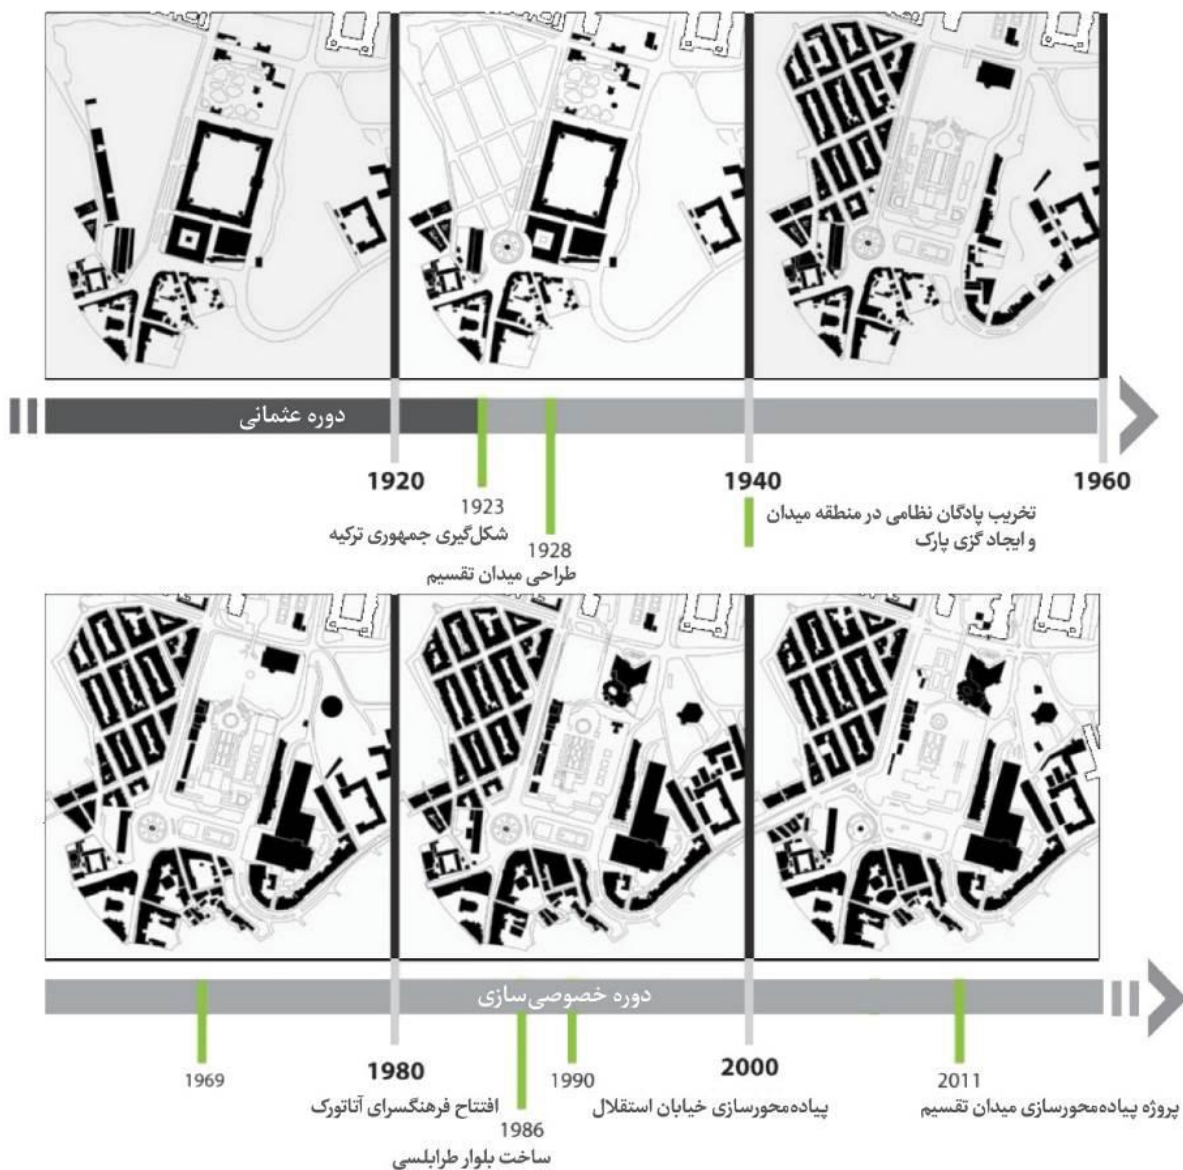 دوره عثمانی
1920
1940
1960
1923
شکل‌گیری جمهوری ترکیه
1928
طراحی میدان تقسیم
تخریب پادگان نظامی در منطقه میدان
و ایجاد گزی پارک
دوره خصوصی‌سازی
1969
1980
1990
2000
2011
افتتاح فرهنگسرای آتاتورک
پیاده‌محورسازی خیابان استقلال
پروژه پیاده‌محورسازی میدان تقسیم
1986
ساخت بلوار طرابلسی